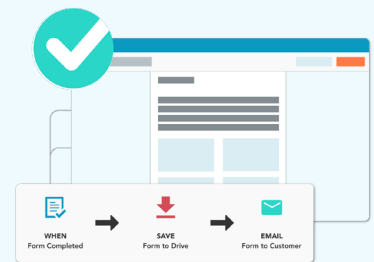 WHEN
Form Completed
SAVE
Form to Drive
EMAIL
Form to Customer